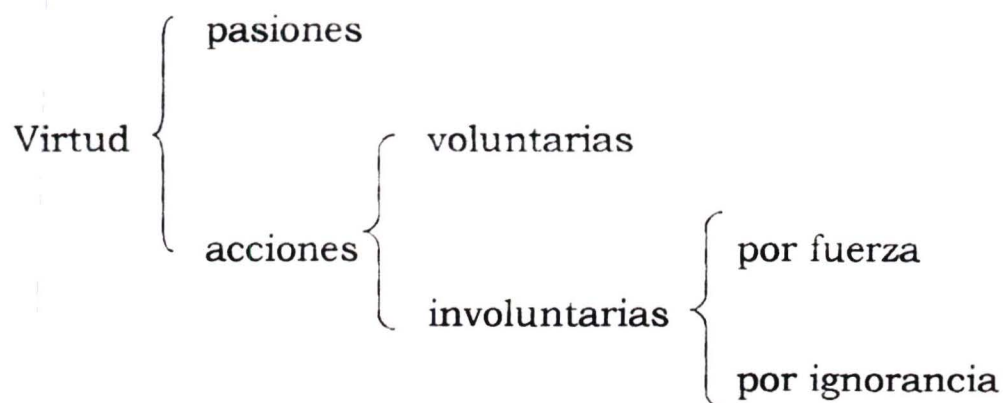 pasiones
Virtud
voluntarias
acciones
por fuerza
involuntarias
por ignorancia